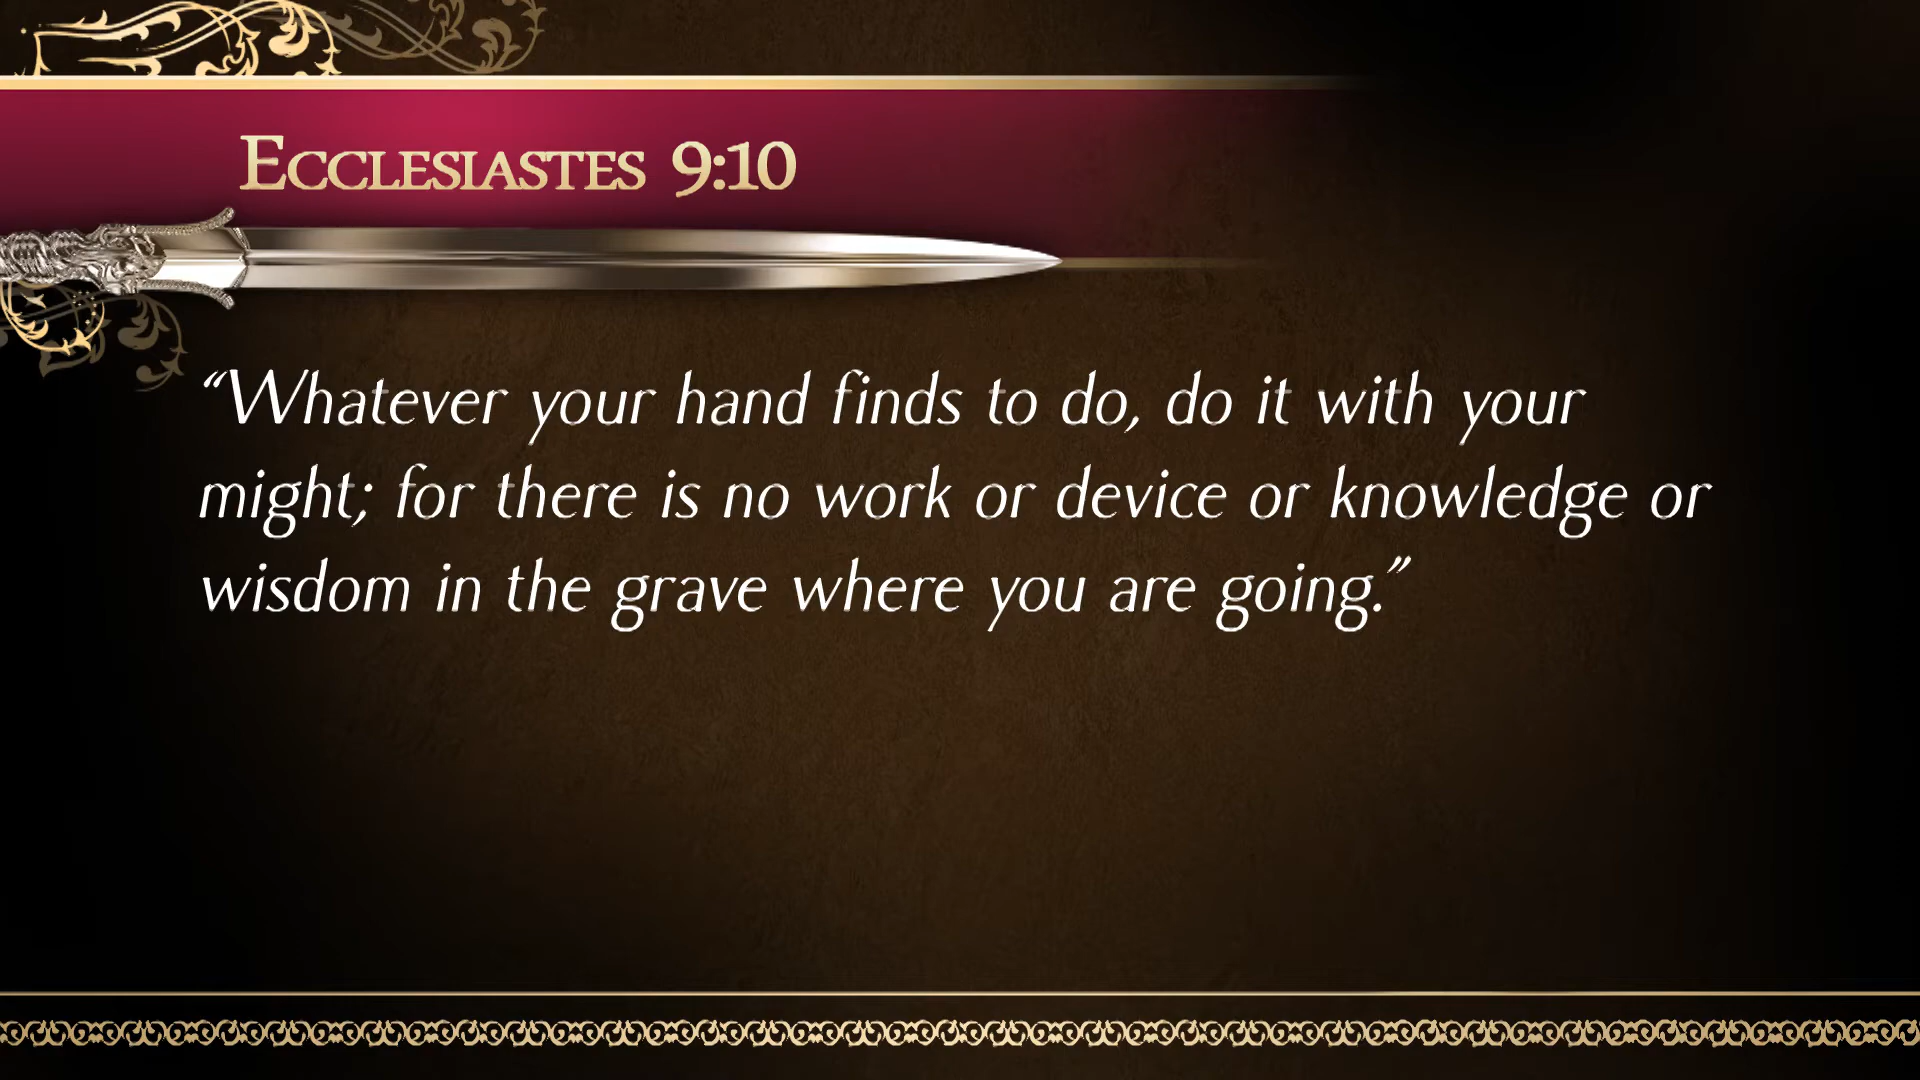 Ecclesiastes 9:10
“Whatever your hand finds to do, do it with your
might; for there is no work or device or knowledge or
wisdom in the grave where you are going.”